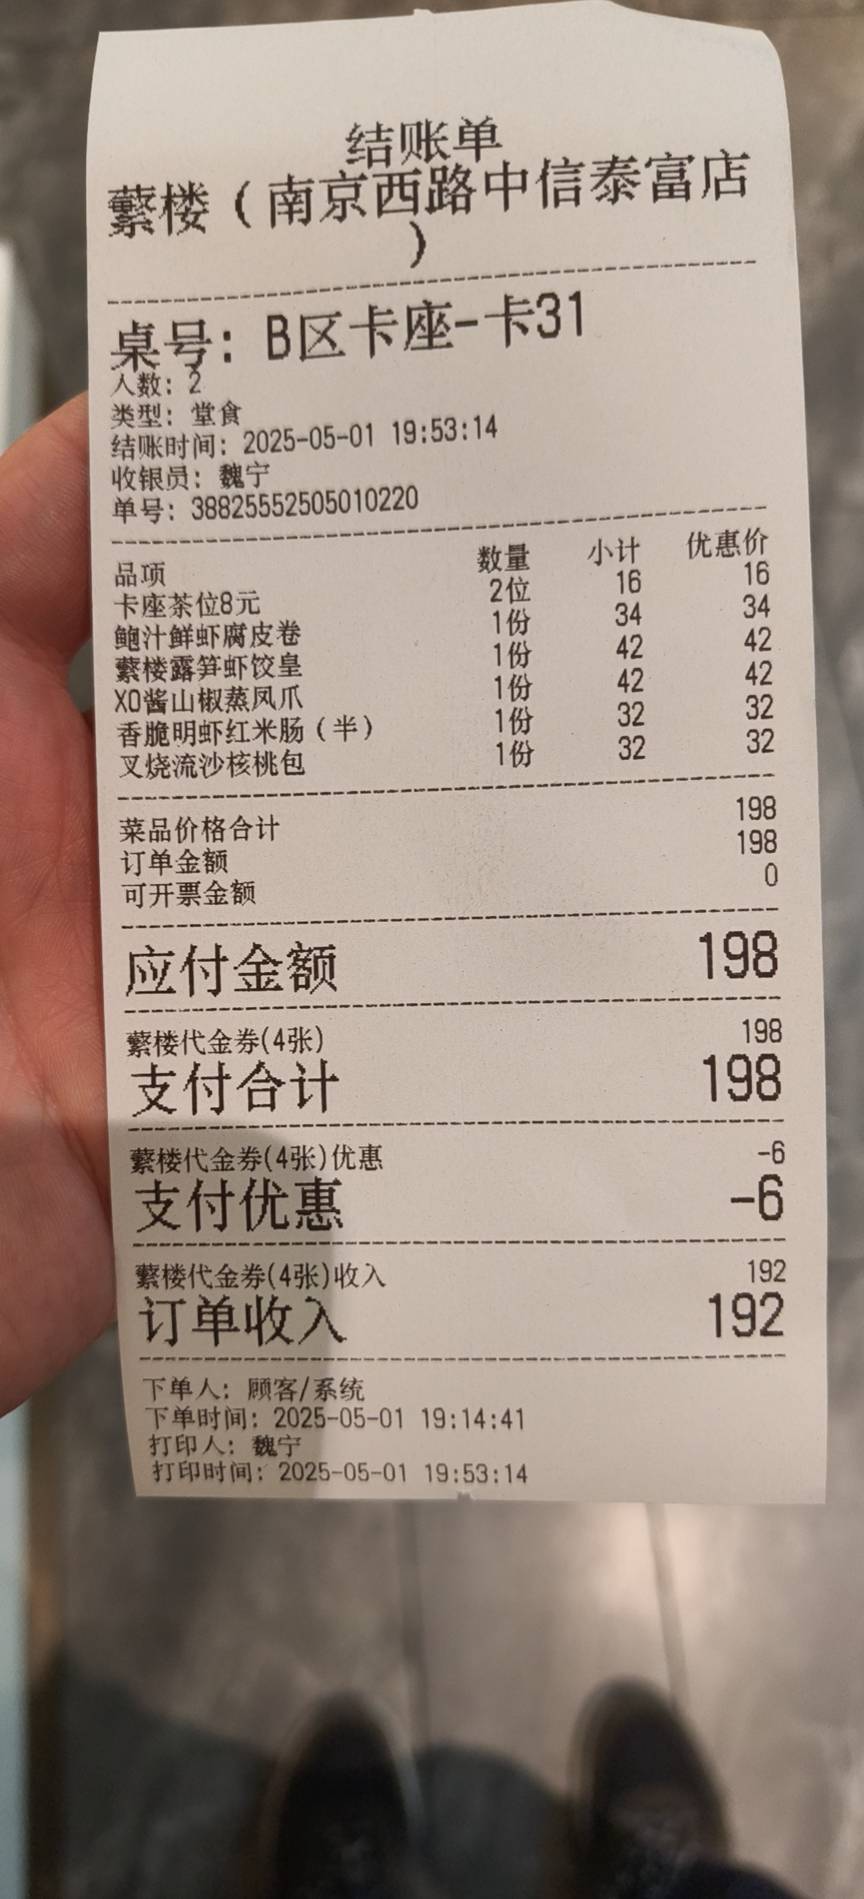 结账单
蘩楼（南京西路中信泰富店
）
桌号：B区卡座-卡31
人数：2
类型：堂食
结账时间：2025-05-01 19:53:14
收银员：魏宁
单号：38825552505010220
品项 数量 小计 优惠价
卡座茶位8元 2位 16 16
鲍汁鲜虾腐皮卷 1份 34 34
蘩楼露笋虾饺皇 1份 42 42
XO酱山椒蒸凤爪 1份 42 42
香脆明虾红米肠（半） 1份 32 32
叉烧流沙核桃包 1份 32 32
菜品价格合计 198
订单金额 198
可开票金额 0
应付金额 198
蘩楼代金券(4张) 198
支付合计 198
蘩楼代金券(4张)优惠 -6
支付优惠 -6
蘩楼代金券(4张)收入 192
订单收入 192
下单人：顾客/系统
下单时间：2025-05-01 19:14:41
打印人：魏宁
打印时间：2025-05-01 19:53:14